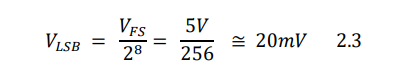 V_LSB = V_FS / 2^8 = 5V / 256 ≅ 20mV 2.3